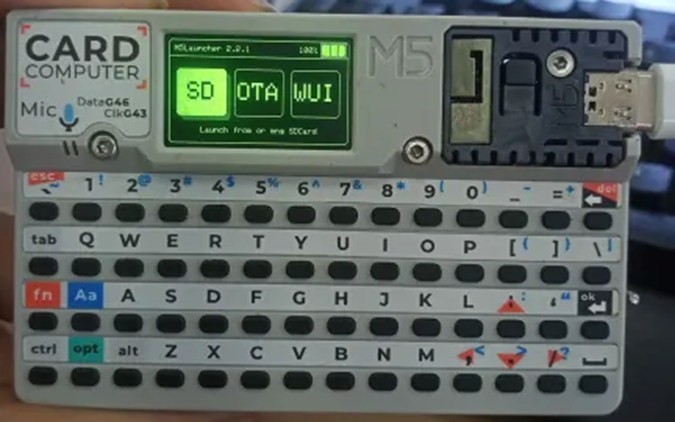 CARD
COMPUTER
Mic DataG46
ClkG43
M5Launcher 2.2.1 100%
SD OTA WUI
Launch from or mng SDCard
M5
M5
esc ` ~ 1 ! 2 @ 3 # 4 $ 5 % 6 ^ 7 & 8 * 9 ( 0 ) _ - = + del
tab Q W E R T Y U I O P [ { ] } \ |
fn Aa A S D F G H J K L ; : ' " ok
ctrl opt alt Z X C V B N M , < . > / ?